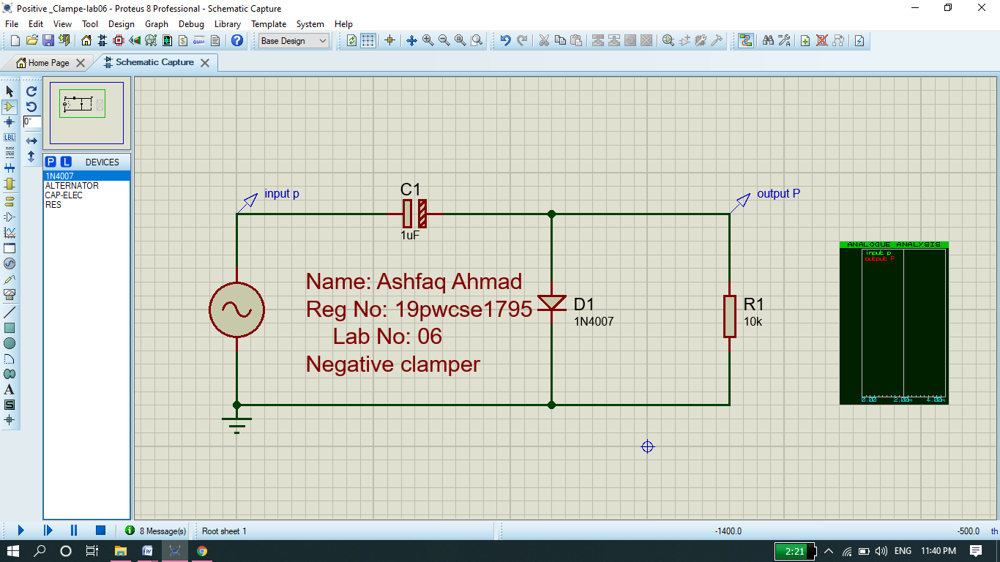 Positive _Clampe-lab06 - Proteus 8 Professional - Schematic Capture
File Edit View Tool Design Graph Debug Library Template System Help
Base Design
Home Page
Schematic Capture
0°
LBL
P L DEVICES
1N4007
ALTERNATOR
CAP-ELEC
RES
A
S
input p
C1
1uF
output P
Name: Ashfaq Ahmad
Reg No: 19pwcse1795
Lab No: 06
Negative clamper
D1
1N4007
R1
10k
ANALOGUE ANALYSIS
input p
output P
0.00 2.00m 4.00m
8 Message(s)
Root sheet 1
-1400.0
-500.0
th
2:21
ENG
11:40 PM